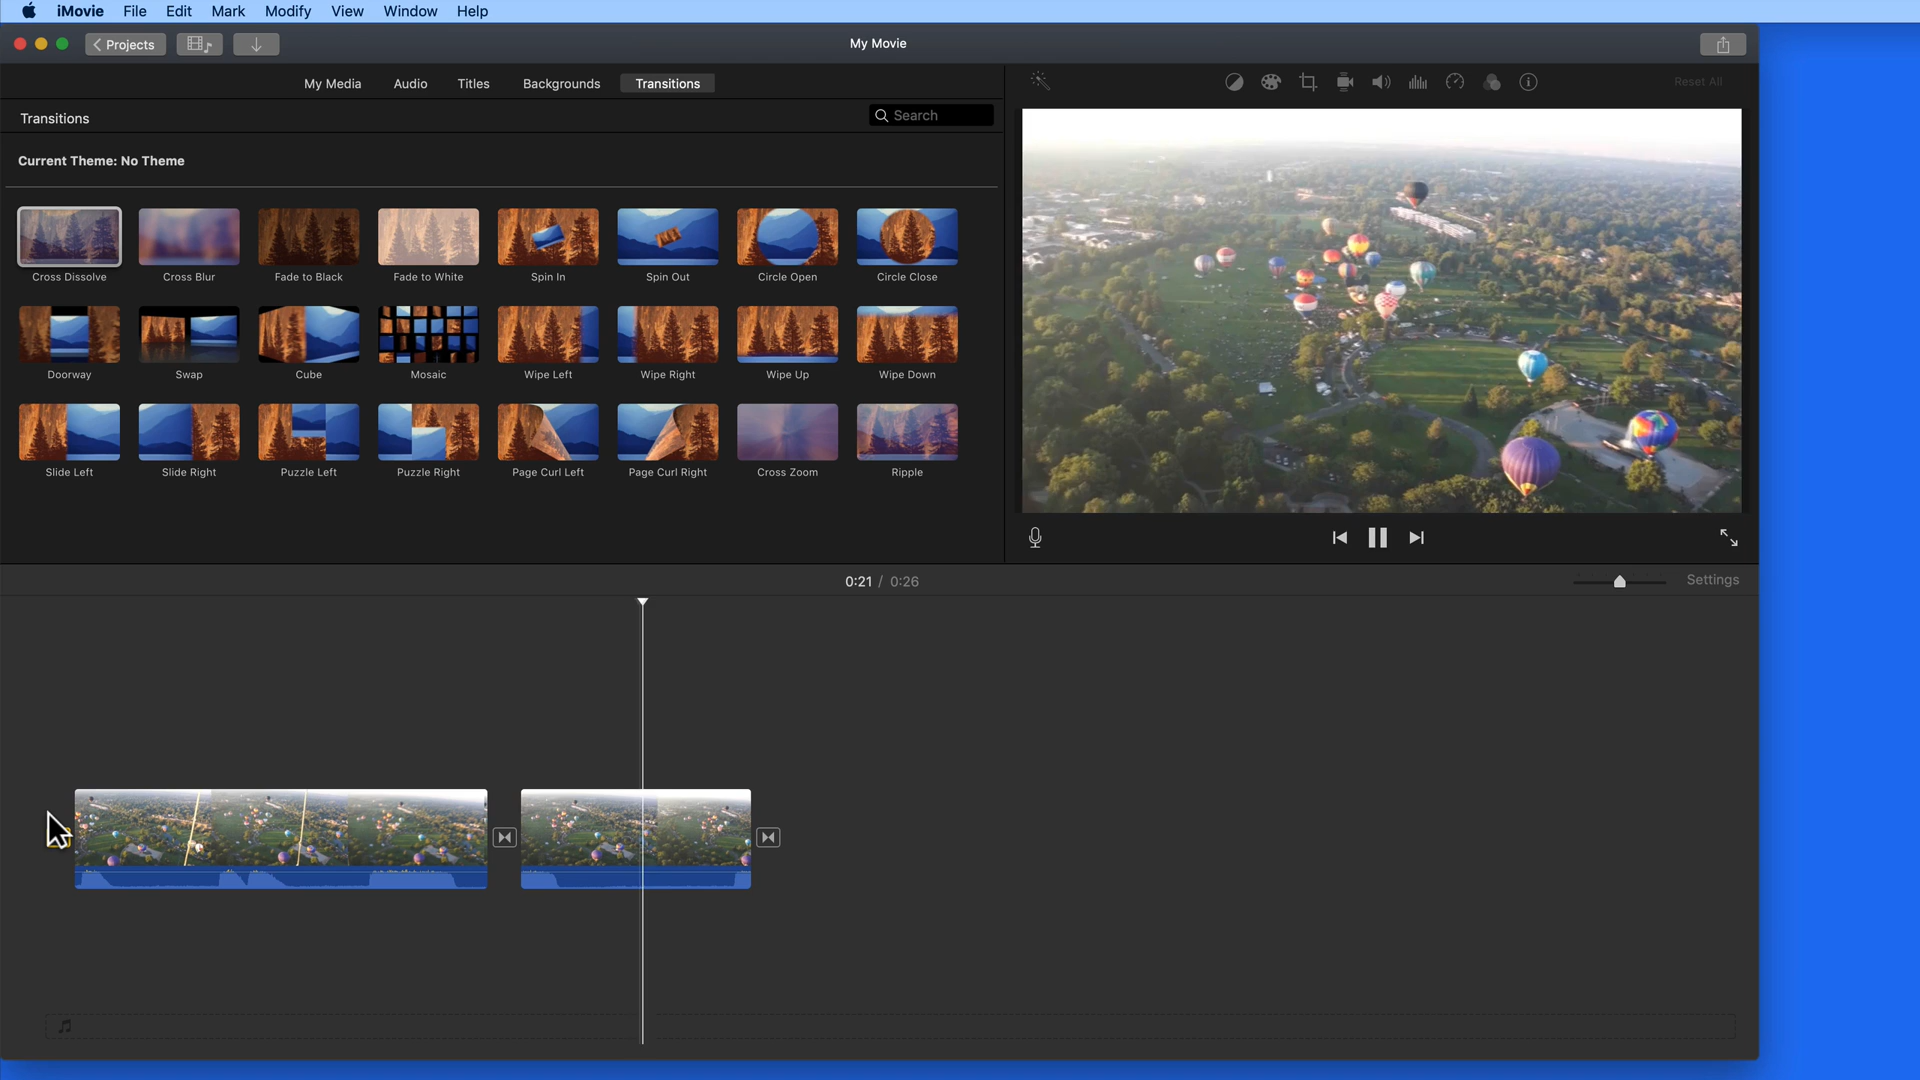 iMovie File Edit Mark Modify View Window Help
Projects
My Movie
My Media Audio Titles Backgrounds Transitions
Reset All
Transitions
Search
Current Theme: No Theme
Cross Dissolve Cross Blur Fade to Black Fade to White Spin In Spin Out Circle Open Circle Close
Doorway Swap Cube Mosaic Wipe Left Wipe Right Wipe Up Wipe Down
Slide Left Slide Right Puzzle Left Puzzle Right Page Curl Left Page Curl Right Cross Zoom Ripple
0:21 / 0:26
Settings